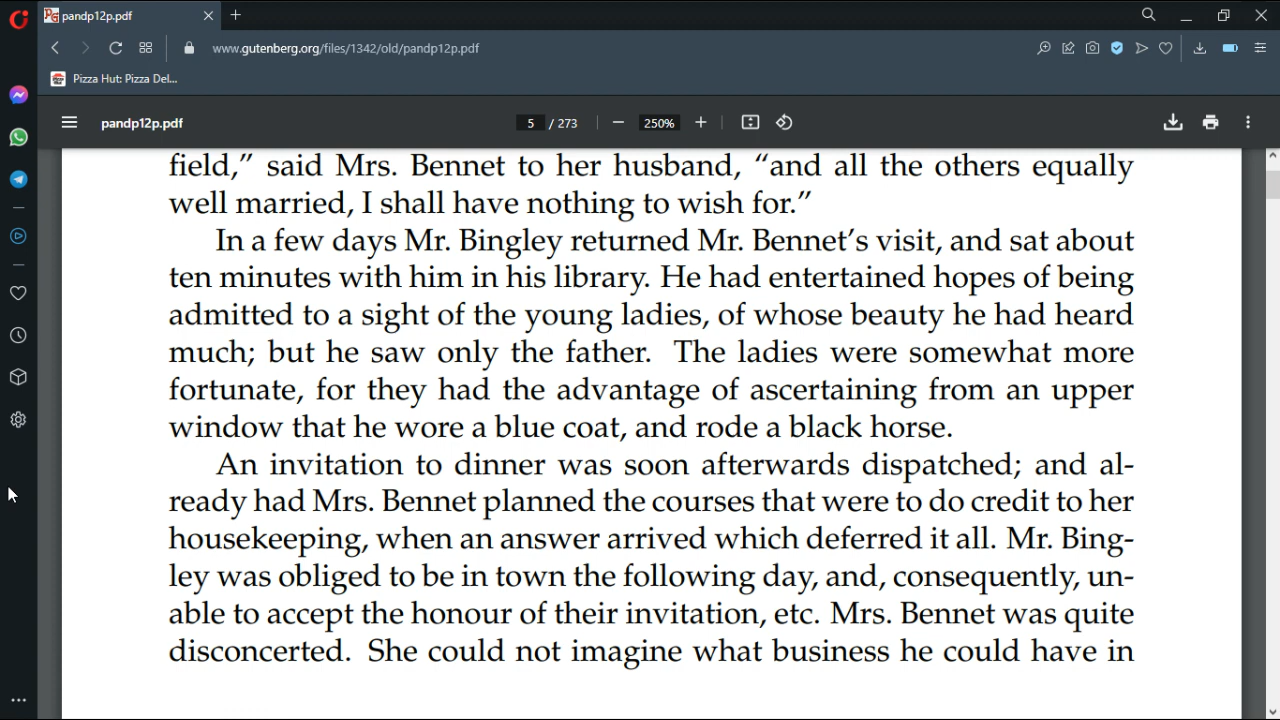 pandp12p.pdf
www.gutenberg.org/files/1342/old/pandp12p.pdf
Pizza Hut: Pizza Del...
pandp12p.pdf
5 / 273
250%
field,” said Mrs. Bennet to her husband, “and all the others equally
well married, I shall have nothing to wish for.”
In a few days Mr. Bingley returned Mr. Bennet’s visit, and sat about
ten minutes with him in his library. He had entertained hopes of being
admitted to a sight of the young ladies, of whose beauty he had heard
much; but he saw only the father. The ladies were somewhat more
fortunate, for they had the advantage of ascertaining from an upper
window that he wore a blue coat, and rode a black horse.
An invitation to dinner was soon afterwards dispatched; and al-
ready had Mrs. Bennet planned the courses that were to do credit to her
housekeeping, when an answer arrived which deferred it all. Mr. Bing-
ley was obliged to be in town the following day, and, consequently, un-
able to accept the honour of their invitation, etc. Mrs. Bennet was quite
disconcerted. She could not imagine what business he could have in